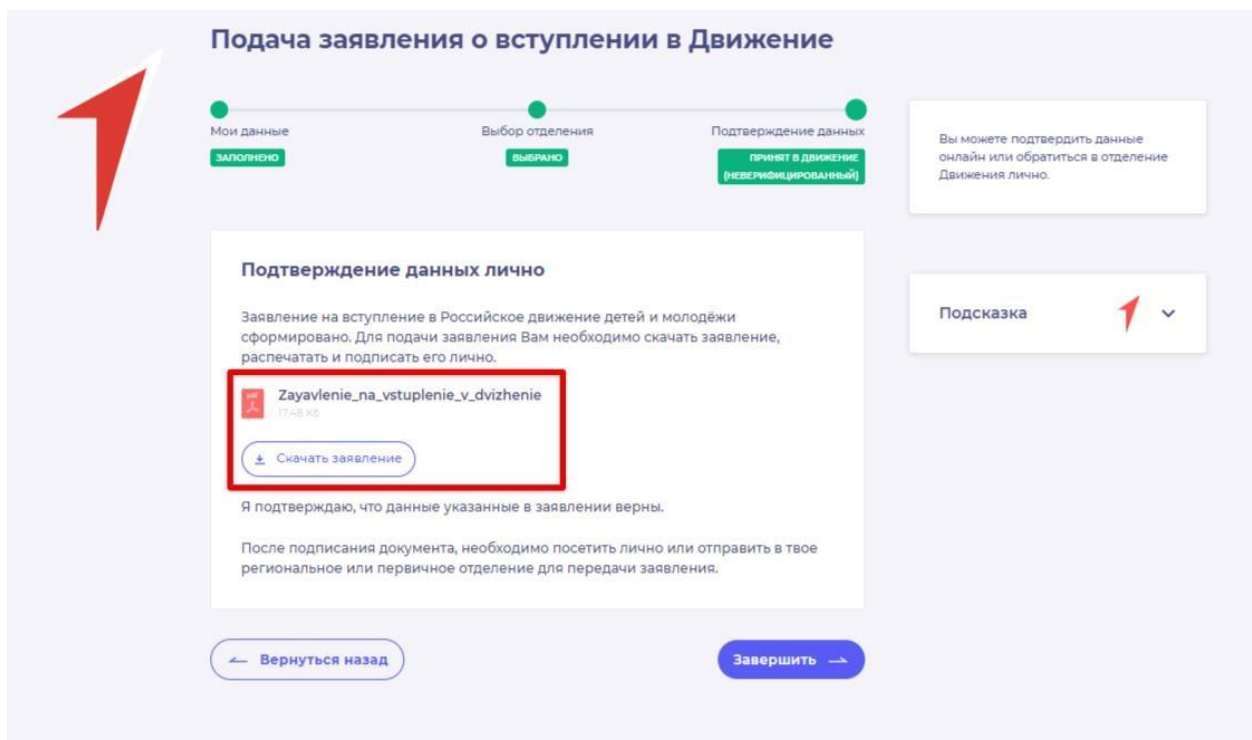 Подача заявления о вступлении в Движение
Мои данные
ЗАПОЛНЕНО
Выбор отделения
ВЫБРАНО
Подтверждение данных
ПРИНЯТ В ДВИЖЕНИЕ
(НЕВЕРИФИЦИРОВАННЫЙ)
Вы можете подтвердить данные
онлайн или обратиться в отделение
Движения лично.
Подтверждение данных лично
Заявление на вступление в Российское движение детей и молодёжи
сформировано. Для подачи заявления Вам необходимо скачать заявление,
распечатать и подписать его лично.
Zayavlenie_na_vstuplenie_v_dvizhenie
17.48 Кб
Скачать заявление
Я подтверждаю, что данные указанные в заявлении верны.
После подписания документа, необходимо посетить лично или отправить в твое
региональное или первичное отделение для передачи заявления.
Подсказка
Вернуться назад
Завершить